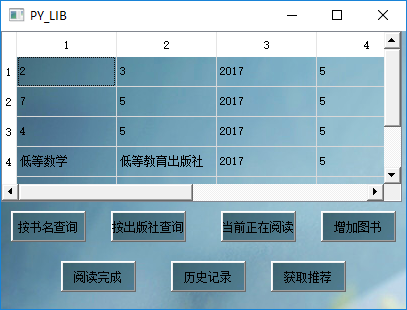 PY_LIB
1 2 3 4
1 2 3 2017 5
2 7 5 2017 5
3 4 5 2017 5
4 低等数学 低等教育出版社 2017 5
按书名查询 按出版社查询 当前正在阅读 增加图书
阅读完成 历史记录 获取推荐